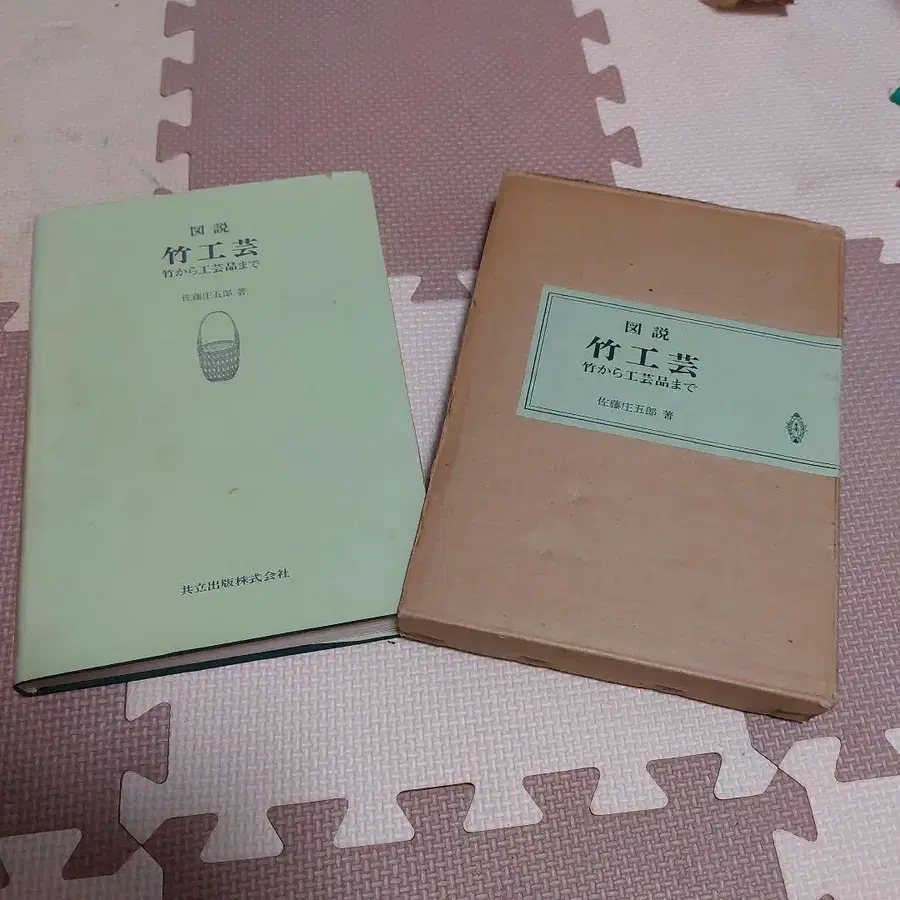 図説
竹工芸
竹から工芸品まで
佐藤庄五郎 著
共立出版株式会社
図説
竹工芸
竹から工芸品まで
佐藤庄五郎 著